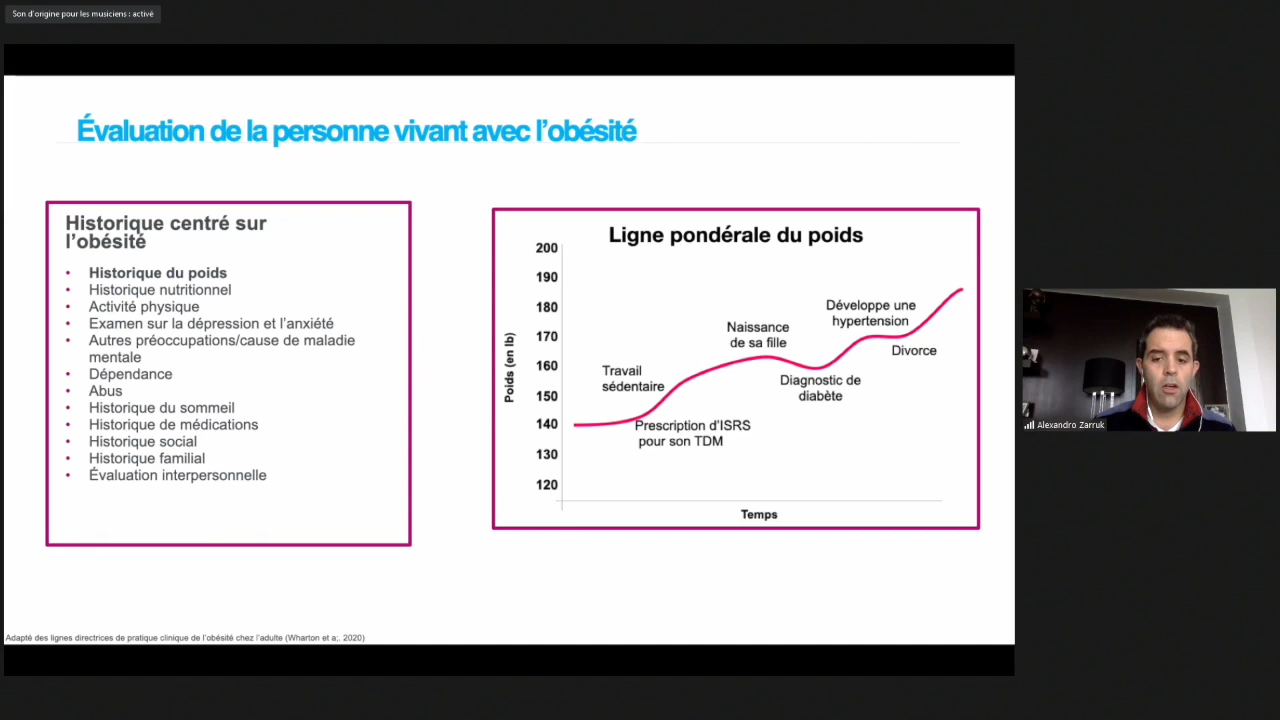 Son d'origine pour les musiciens : activé
Évaluation de la personne vivant avec l'obésité
Historique centré sur
l'obésité
• Historique du poids
• Historique nutritionnel
• Activité physique
• Examen sur la dépression et l'anxiété
• Autres préoccupations/cause de maladie
mentale
• Dépendance
• Abus
• Historique du sommeil
• Historique de médications
• Historique social
• Historique familial
• Évaluation interpersonnelle
Ligne pondérale du poids
200
190
180
170
160
150
140
130
120
Poids (en lb)
Travail
sédentaire
Prescription d'ISRS
pour son TDM
Naissance
de sa fille
Diagnostic de
diabète
Développe une
hypertension
Divorce
Temps
Alexandro Zarruk
Adapté des lignes directrices de pratique clinique de l'obésité chez l'adulte (Wharton et a;. 2020)